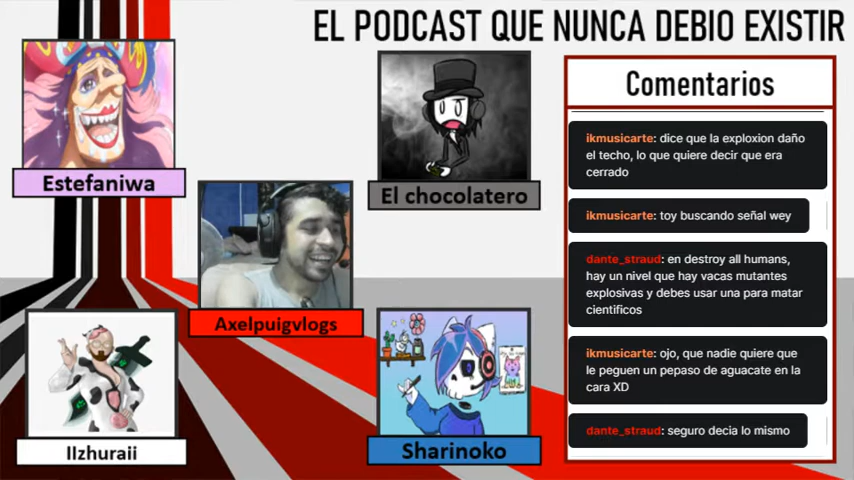 EL PODCAST QUE NUNCA DEBIO EXISTIR
Estefaniwa
El chocolatero
Axelpuigvlogs
IIzhuraii
Sharinoko
Comentarios
ikmusicarte: dice que la exploxion daño
el techo, lo que quiere decir que era
cerrado
ikmusicarte: toy buscando señal wey
dante_straud: en destroy all humans,
hay un nivel que hay vacas mutantes
explosivas y debes usar una para matar
cientificos
ikmusicarte: ojo, que nadie quiere que
le peguen un pepaso de aguacate en la
cara XD
dante_straud: seguro decia lo mismo